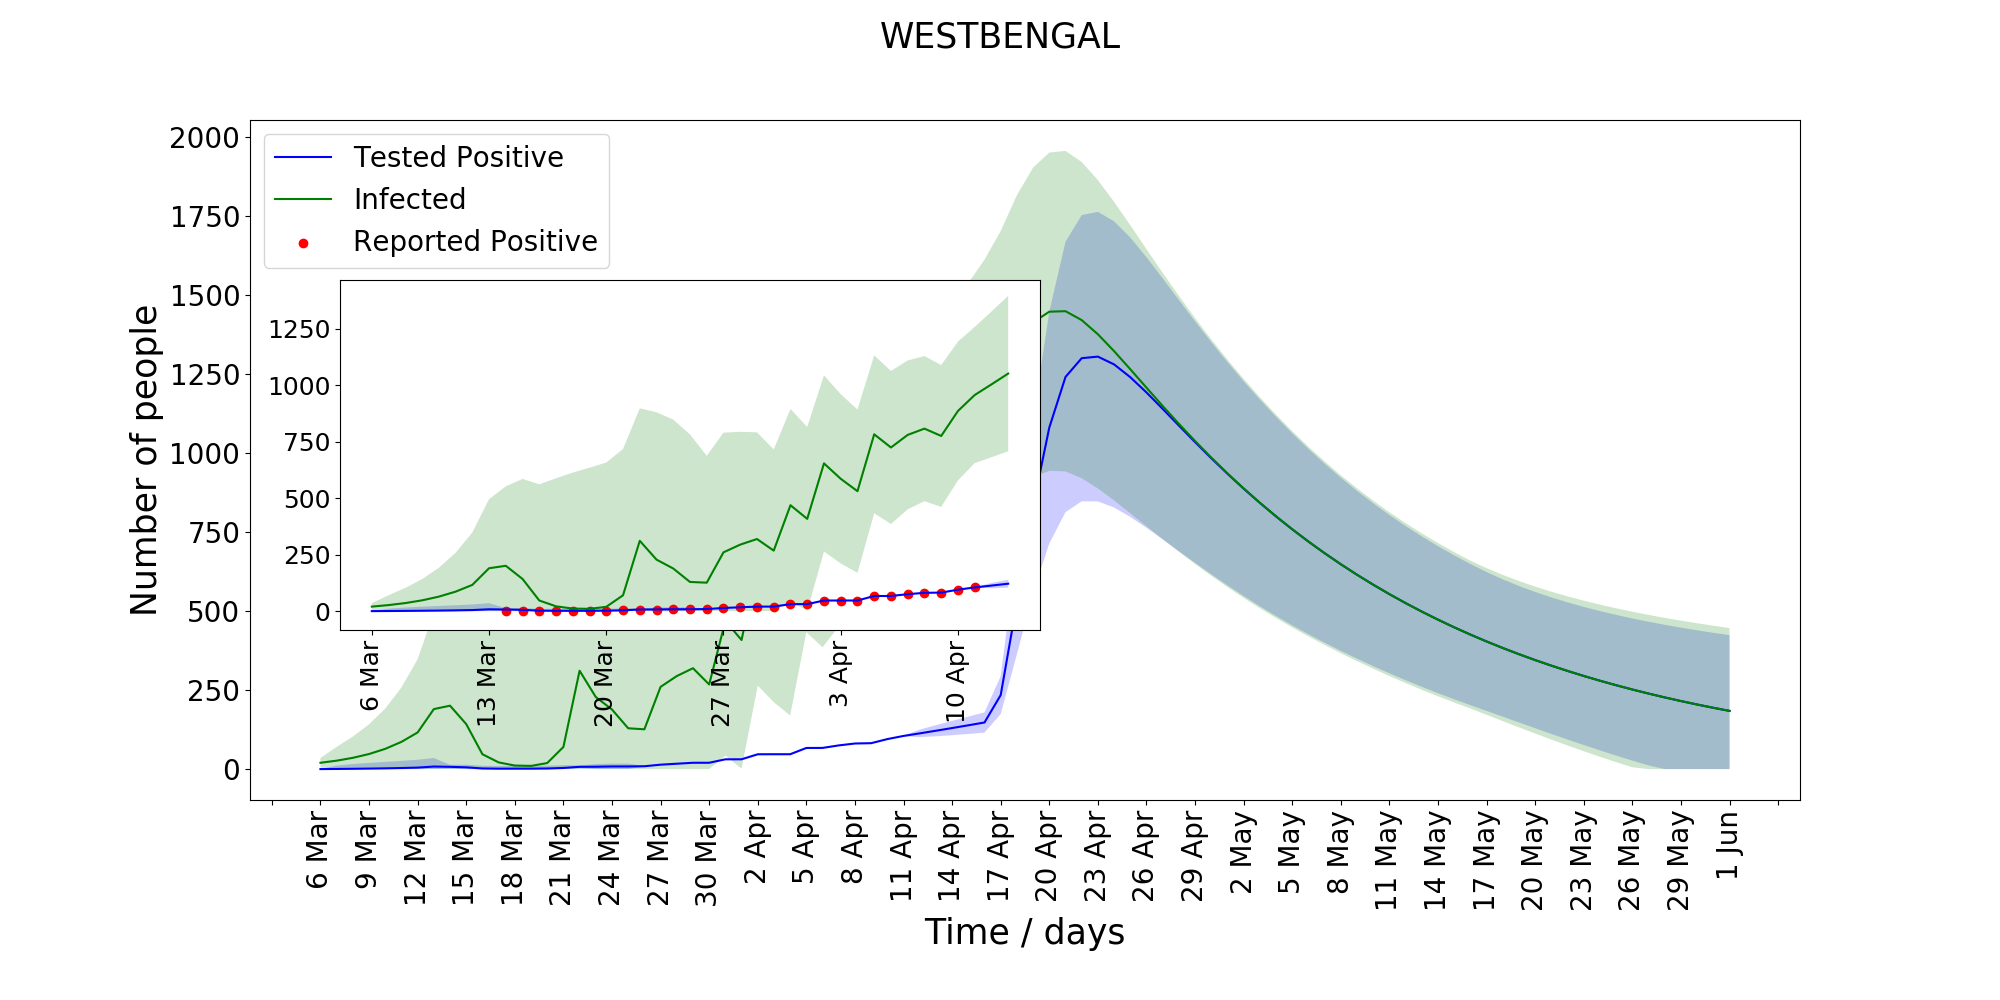 WESTBENGAL
Tested Positive
Infected
Reported Positive
Number of people
2000
1750
1500
1250
1000
750
500
250
0
1250
1000
750
500
250
0
6 Mar
13 Mar
20 Mar
27 Mar
3 Apr
10 Apr
6 Mar
9 Mar
12 Mar
15 Mar
18 Mar
21 Mar
24 Mar
27 Mar
30 Mar
2 Apr
5 Apr
8 Apr
11 Apr
14 Apr
17 Apr
20 Apr
23 Apr
26 Apr
29 Apr
2 May
5 May
8 May
11 May
14 May
17 May
20 May
23 May
26 May
29 May
1 Jun
Time / days